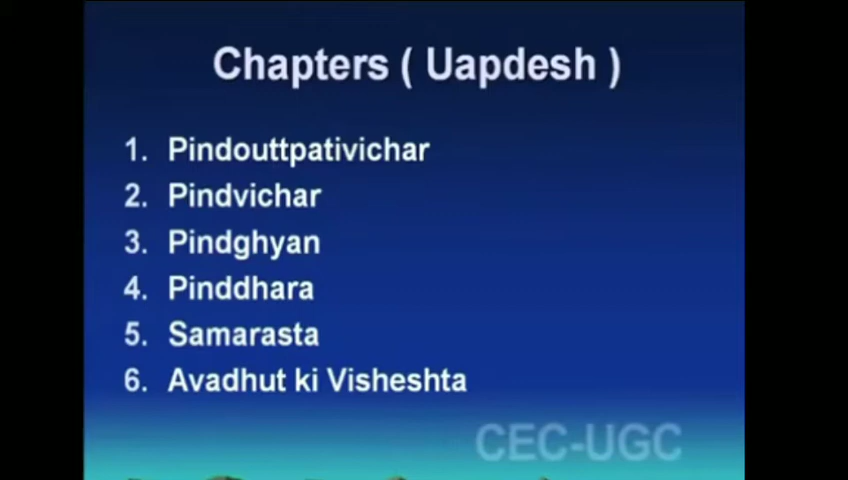 Chapters ( Uapdesh )
1. Pindouttpativichar
2. Pindvichar
3. Pindghyan
4. Pinddhara
5. Samarasta
6. Avadhut ki Visheshta
CEC-UGC